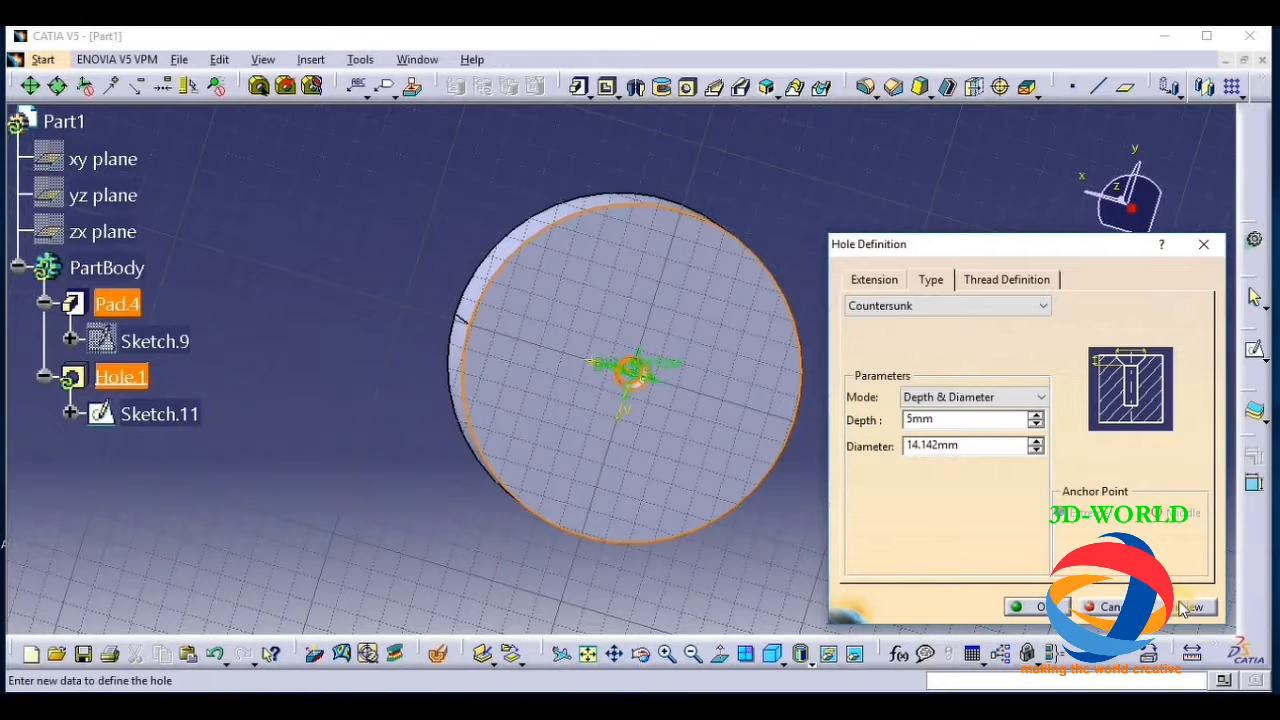 CATIA V5 - [Part1]
Start ENOVIA V5 VPM File Edit View Insert Tools Window Help
Part1
xy plane
yz plane
zx plane
PartBody
Pad.4
Sketch.9
Hole.1
Sketch.11
y
x
z
Hole Definition ?
Extension Type Thread Definition
Countersunk
Parameters
Mode: Depth & Diameter
Depth : 5mm
Diameter: 14.142mm
Anchor Point
Middle
3D-WORLD
making the world creative
CATIA
Enter new data to define the hole